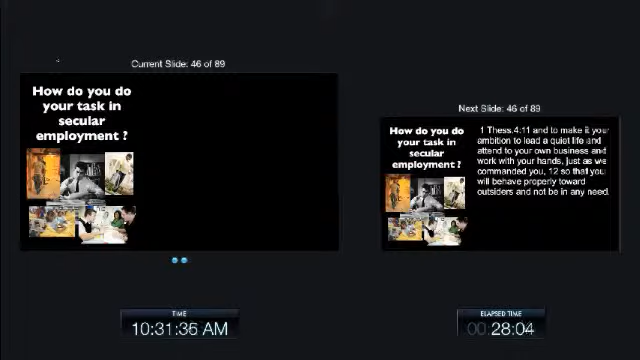 Current Slide: 46 of 89
How do you do
your task in
secular
employment ?
Next Slide: 46 of 89
How do you do
your task in
secular
employment ?
1 Thess.4:11 and to make it your
ambition to lead a quiet life and
attend to your own business and
work with your hands, just as we
commanded you, 12 so that you
will behave properly toward
outsiders and not be in any need.
TIME
10:31:36 AM
ELAPSED TIME
00:28:04